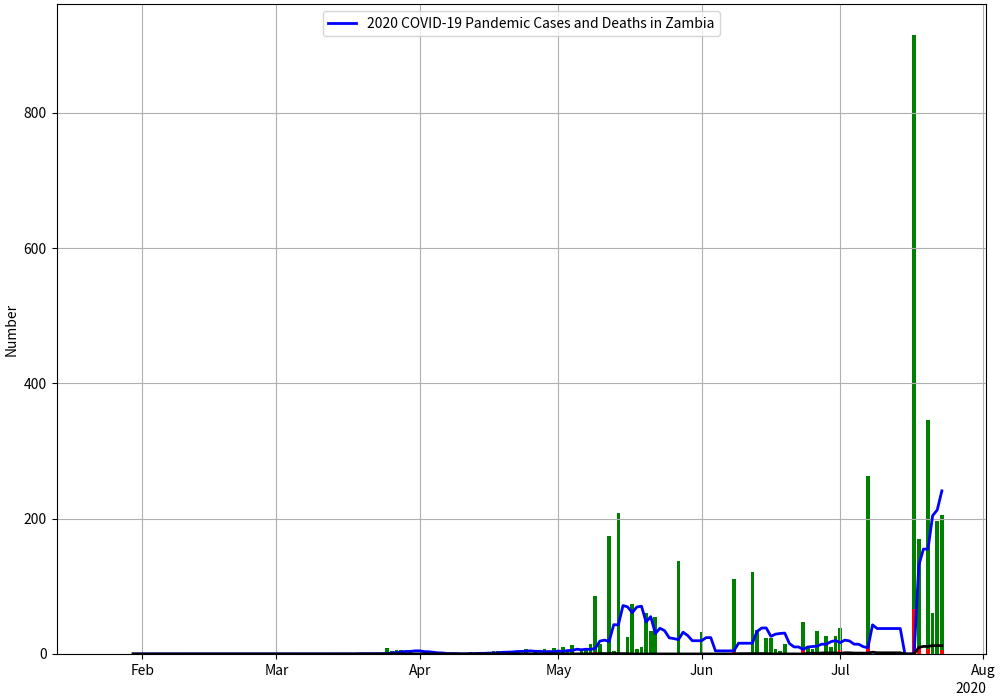 2020 COVID-19 Pandemic Cases and Deaths in Zambia
800
600
400
200
0
Number
Feb
Mar
Apr
May
Jun
Jul
Aug
2020